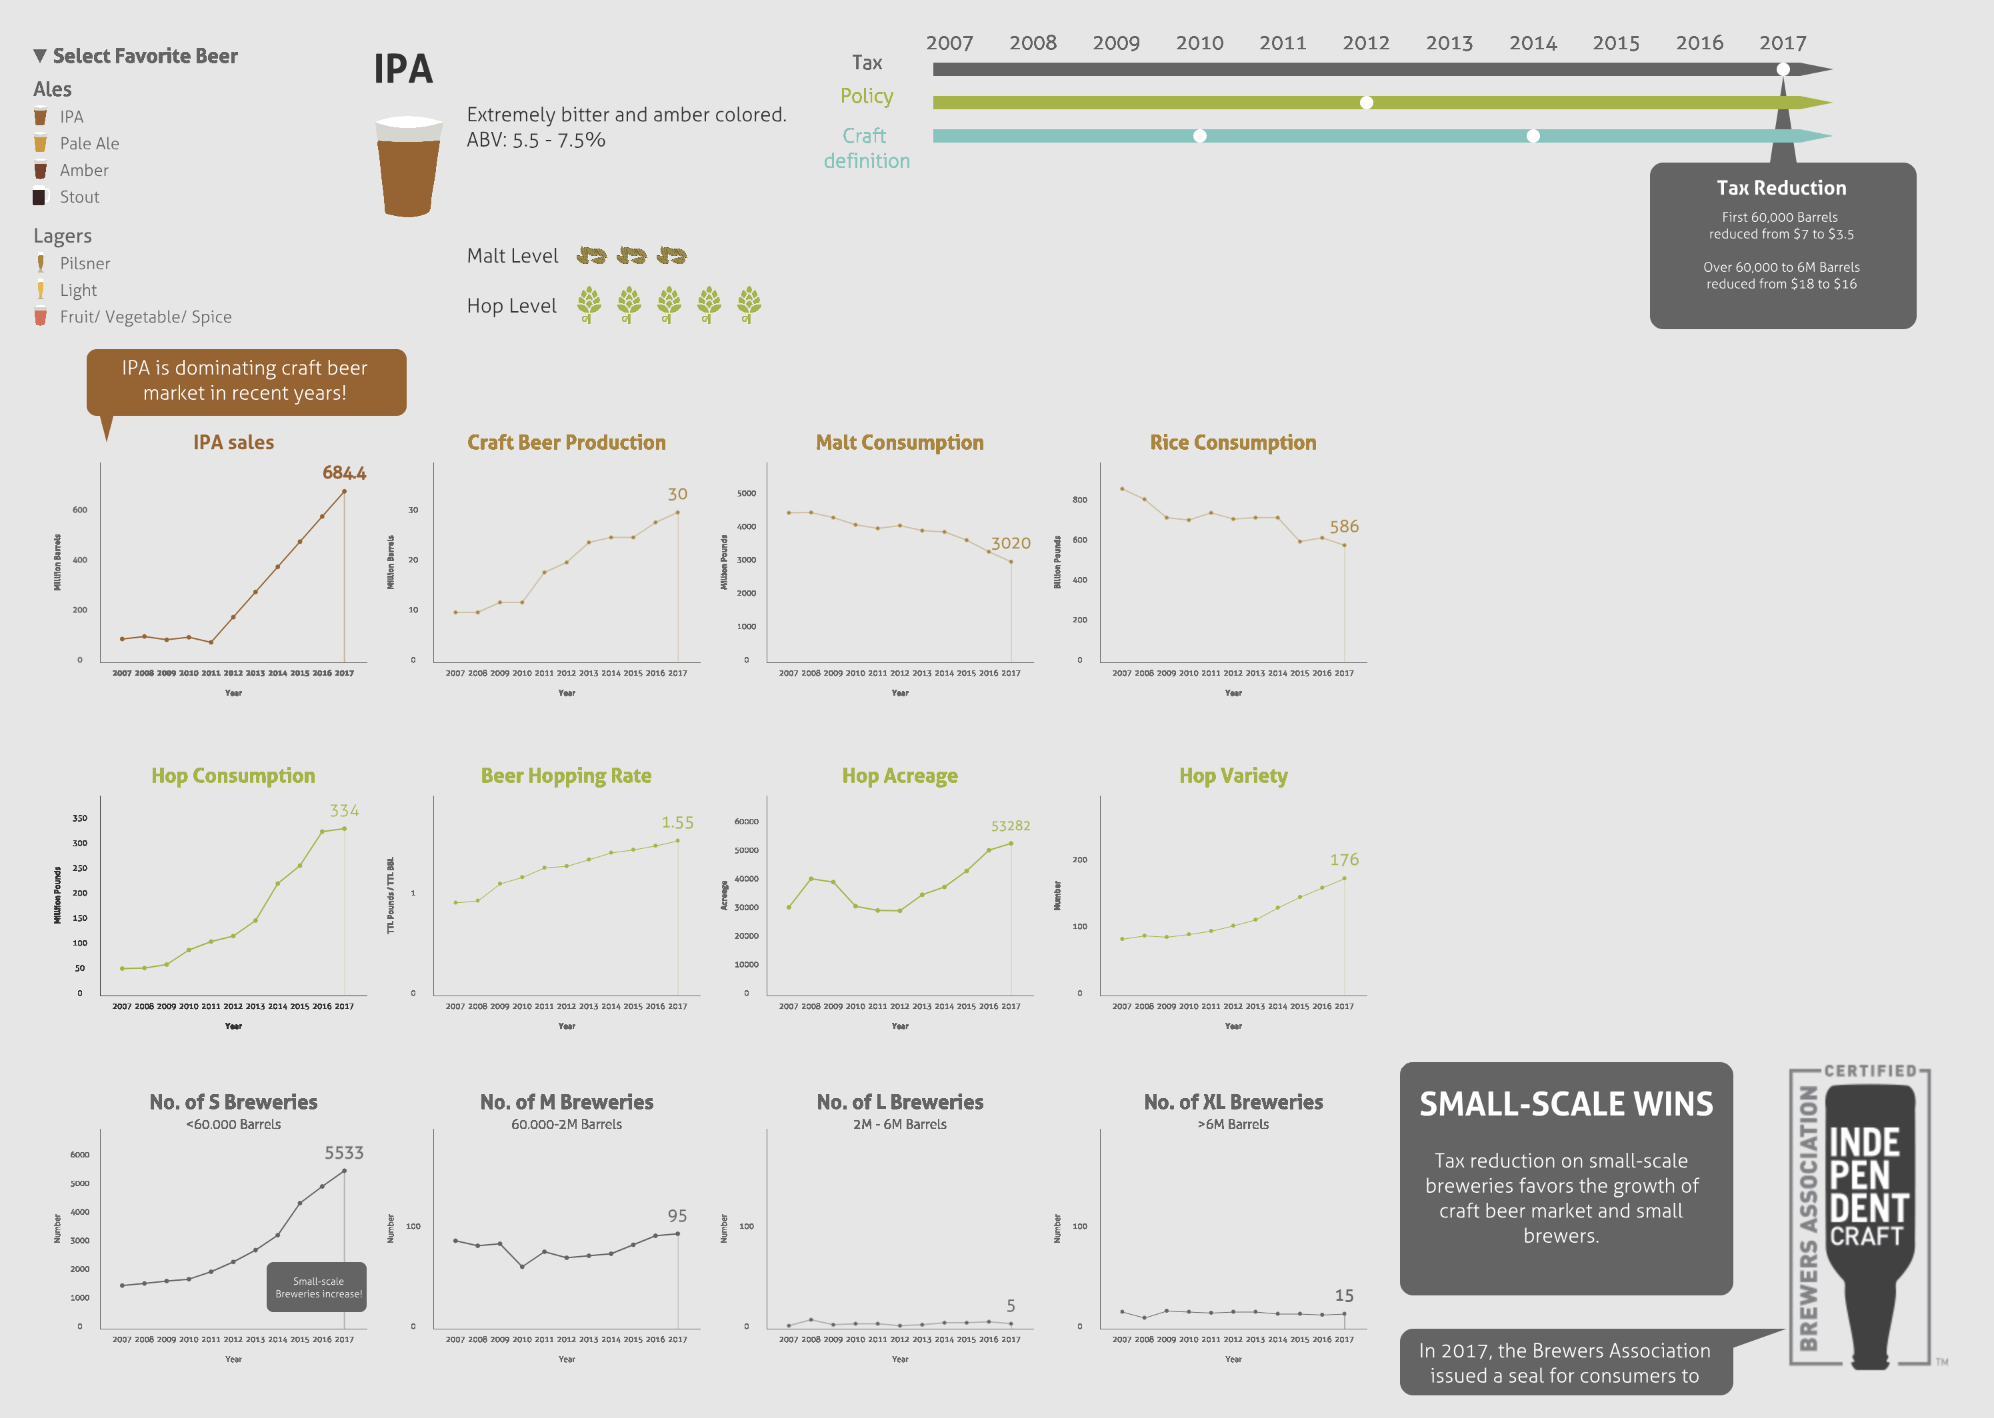 ▼ Select Favorite Beer
Ales
IPA
Pale Ale
Amber
Stout
Lagers
Pilsner
Light
Fruit/ Vegetable/ Spice
IPA
Extremely bitter and amber colored.
ABV: 5.5 - 7.5%
Malt Level
Hop Level
2007 2008 2009 2010 2011 2012 2013 2014 2015 2016 2017
Tax
Policy
Craft
definition
Tax Reduction
First 60,000 Barrels
reduced from $7 to $3.5
Over 60,000 to 6M Barrels
reduced from $18 to $16
IPA is dominating craft beer
market in recent years!
IPA sales
684.4
600
400
200
0
Million Barrels
2007 2008 2009 2010 2011 2012 2013 2014 2015 2016 2017
Year
Craft Beer Production
30
30
20
10
0
Million Barrels
2007 2008 2009 2010 2011 2012 2013 2014 2015 2016 2017
Year
Malt Consumption
3020
5000
4000
3000
2000
1000
0
Million Pounds
2007 2008 2009 2010 2011 2012 2013 2014 2015 2016 2017
Year
Rice Consumption
586
800
600
400
200
0
Billion Pounds
2007 2008 2009 2010 2011 2012 2013 2014 2015 2016 2017
Year
Hop Consumption
334
350
300
250
200
150
100
50
0
Million Pounds
2007 2008 2009 2010 2011 2012 2013 2014 2015 2016 2017
Year
Beer Hopping Rate
1.55
1
0
TTL Pounds / TTL BBL
2007 2008 2009 2010 2011 2012 2013 2014 2015 2016 2017
Year
Hop Acreage
53282
60000
50000
40000
30000
20000
10000
0
Acreage
2007 2008 2009 2010 2011 2012 2013 2014 2015 2016 2017
Year
Hop Variety
176
200
100
0
Number
2007 2008 2009 2010 2011 2012 2013 2014 2015 2016 2017
Year
No. of S Breweries
<60.000 Barrels
5533
6000
5000
4000
3000
2000
1000
0
Number
Small-scale
Breweries increase!
2007 2008 2009 2010 2011 2012 2013 2014 2015 2016 2017
Year
No. of M Breweries
60.000-2M Barrels
95
100
0
Number
2007 2008 2009 2010 2011 2012 2013 2014 2015 2016 2017
Year
No. of L Breweries
2M - 6M Barrels
5
100
0
Number
2007 2008 2009 2010 2011 2012 2013 2014 2015 2016 2017
Year
No. of XL Breweries
>6M Barrels
15
100
0
Number
2007 2008 2009 2010 2011 2012 2013 2014 2015 2016 2017
Year
SMALL-SCALE WINS
Tax reduction on small-scale
breweries favors the growth of
craft beer market and small
brewers.
In 2017, the Brewers Association
issued a seal for consumers to
CERTIFIED
BREWERS ASSOCIATION
INDE
PEN
DENT
CRAFT
TM